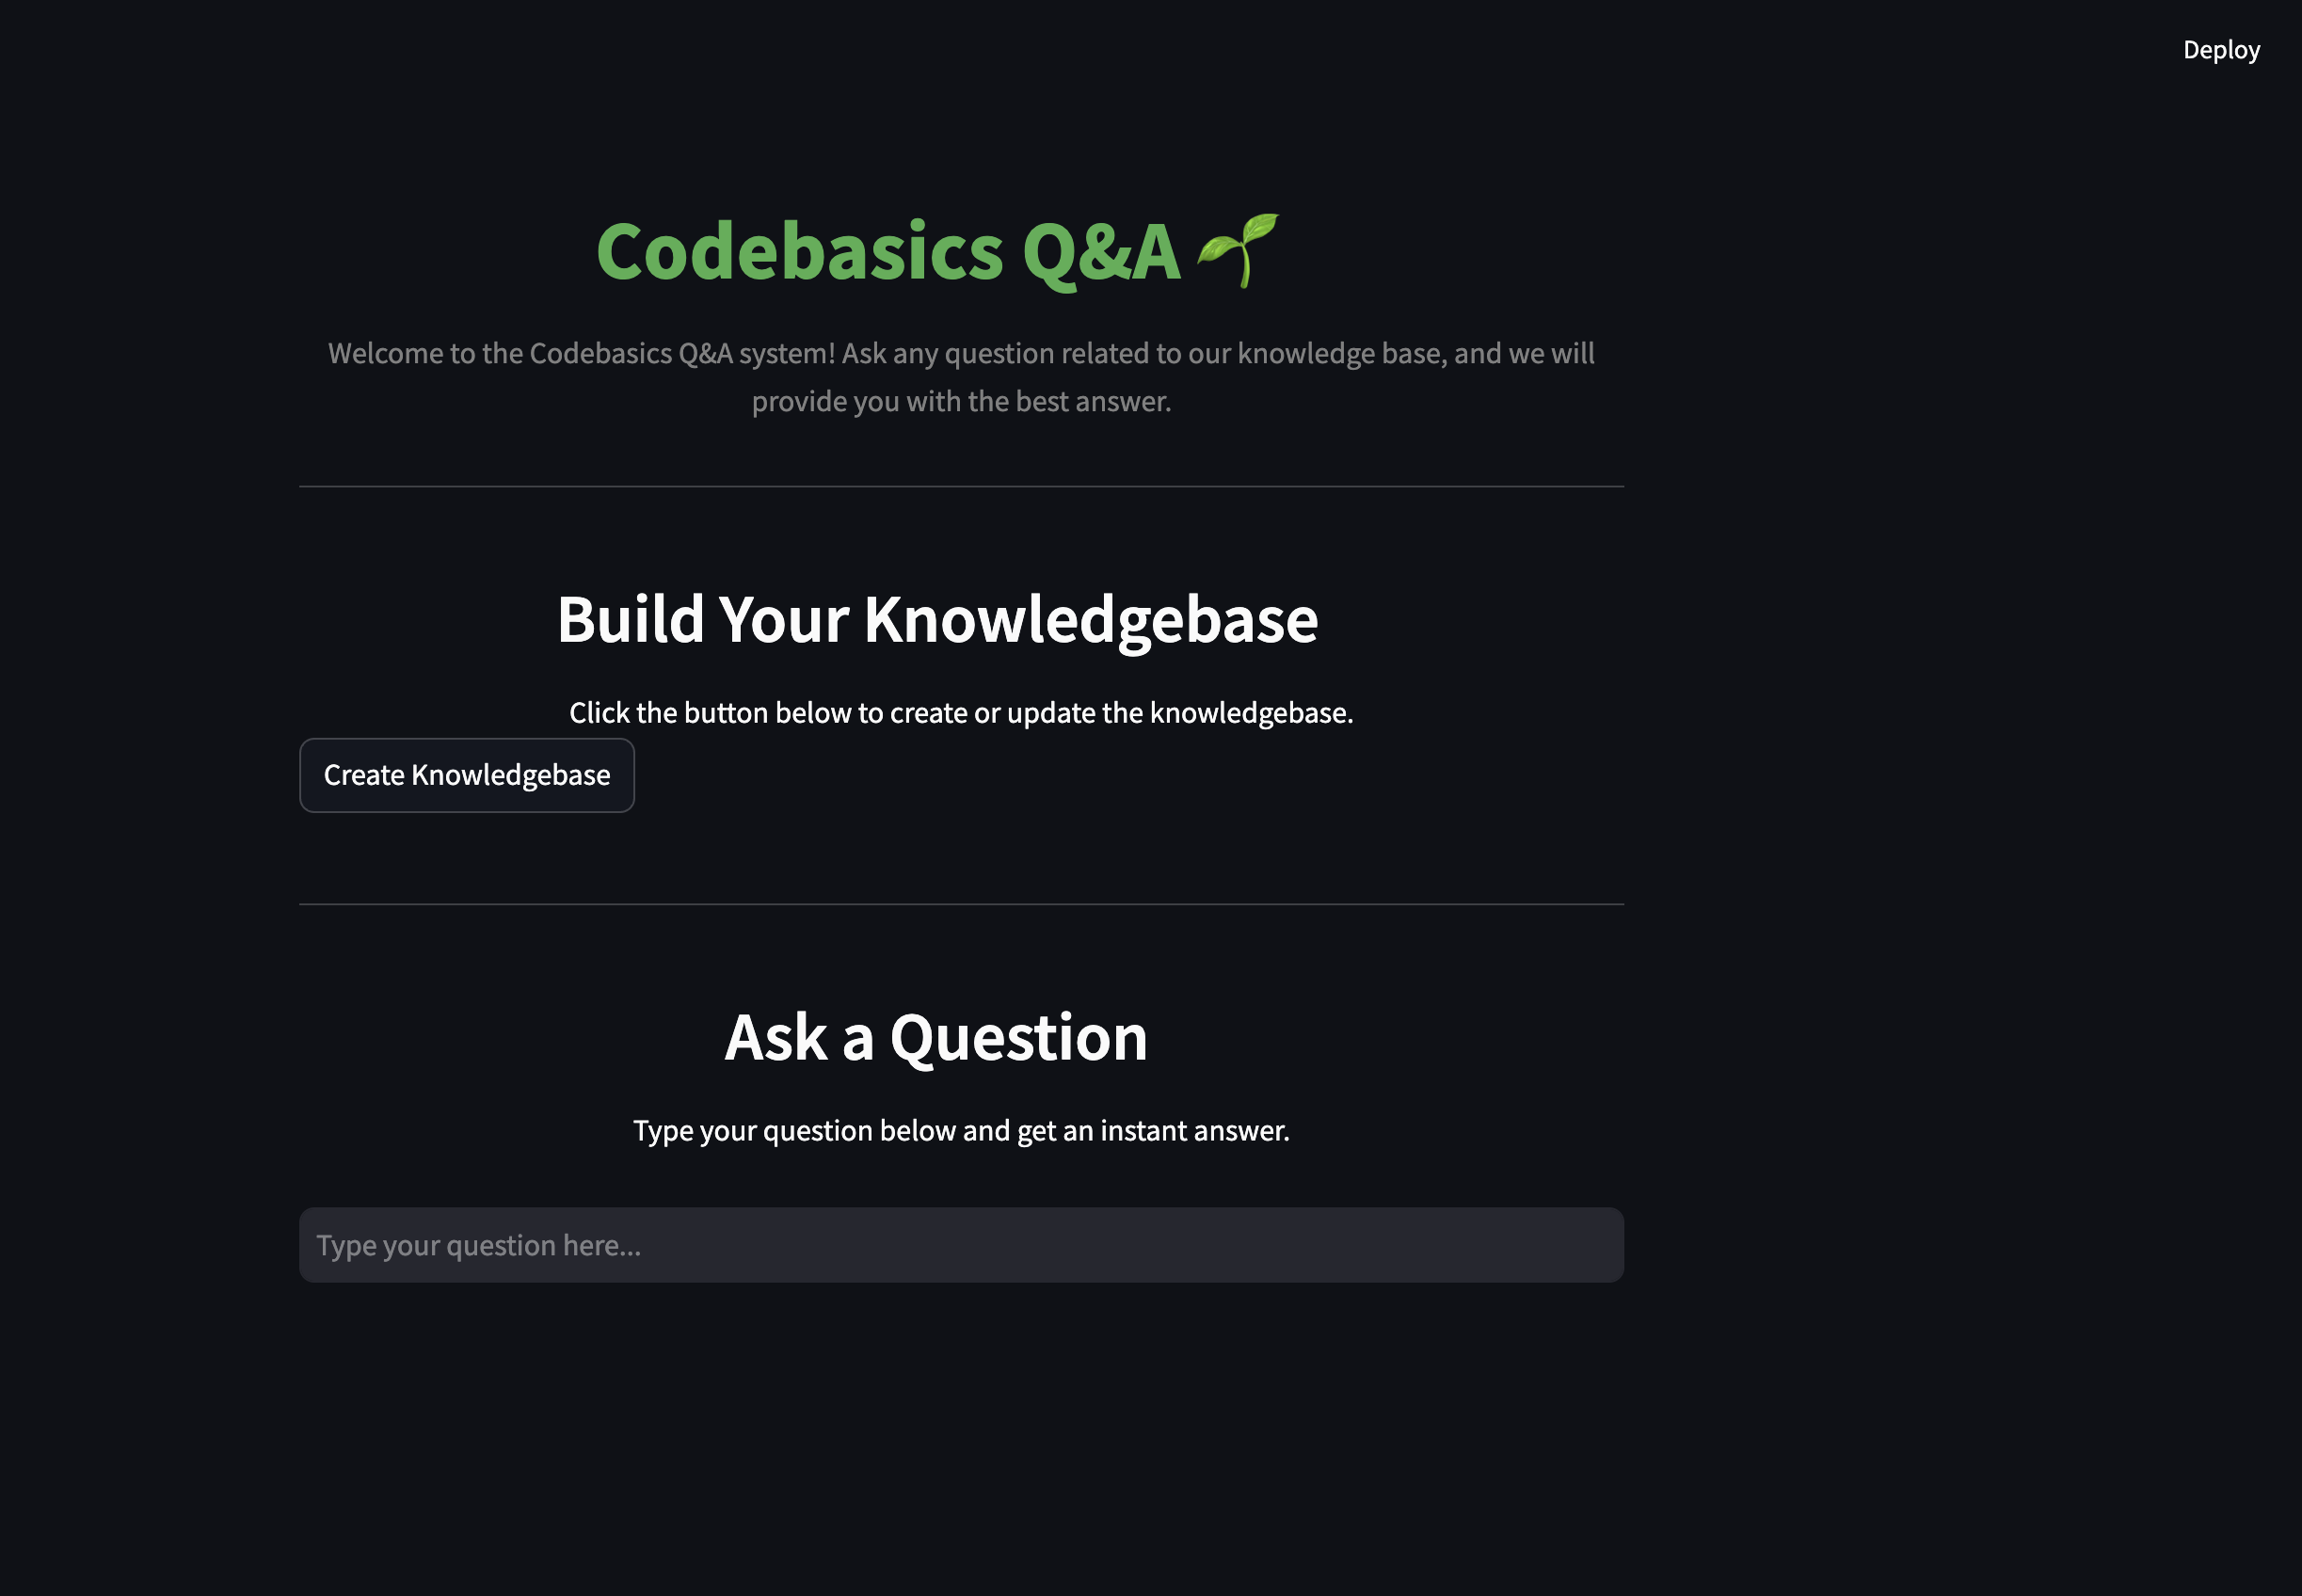 Deploy
Codebasics Q&A 🌱
Welcome to the Codebasics Q&A system! Ask any question related to our knowledge base, and we will
provide you with the best answer.
Build Your Knowledgebase
Click the button below to create or update the knowledgebase.
Create Knowledgebase
Ask a Question
Type your question below and get an instant answer.
Type your question here...